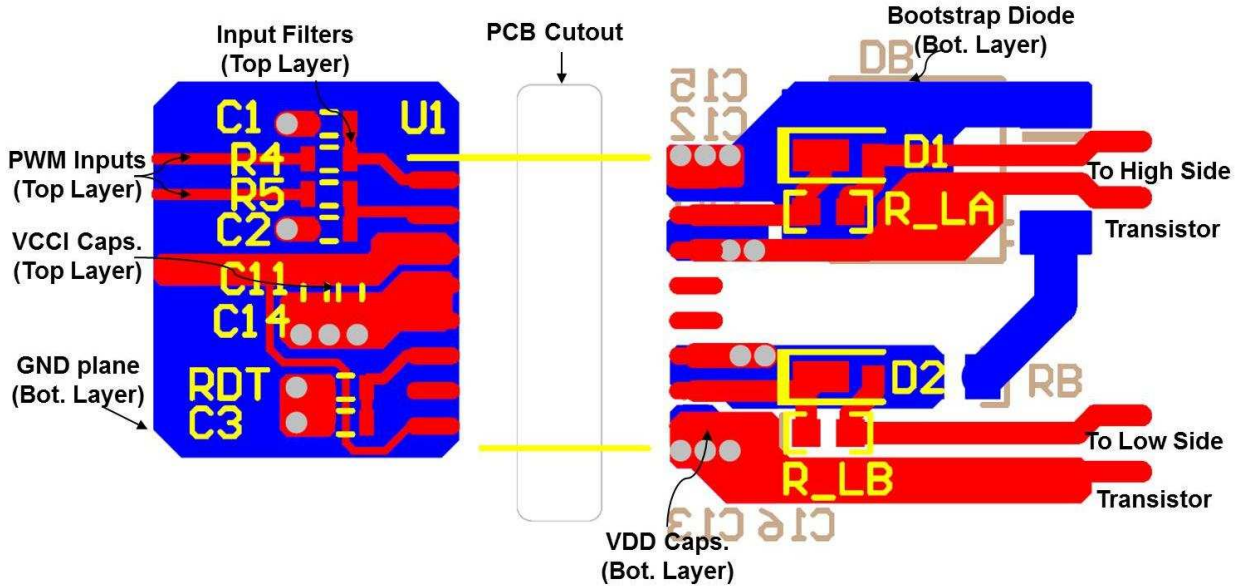 Input Filters
(Top Layer)
PCB Cutout
Bootstrap Diode
(Bot. Layer)
DB
C15
C12
C1
U1
PWM Inputs
(Top Layer)
R4
R5
D1
To High Side
Transistor
R_LA
C2
VCCI Caps.
(Top Layer)
C11
C14
GND plane
(Bot. Layer)
RDT
C3
D2
RB
To Low Side
Transistor
R_LB
C13
C16
VDD Caps.
(Bot. Layer)